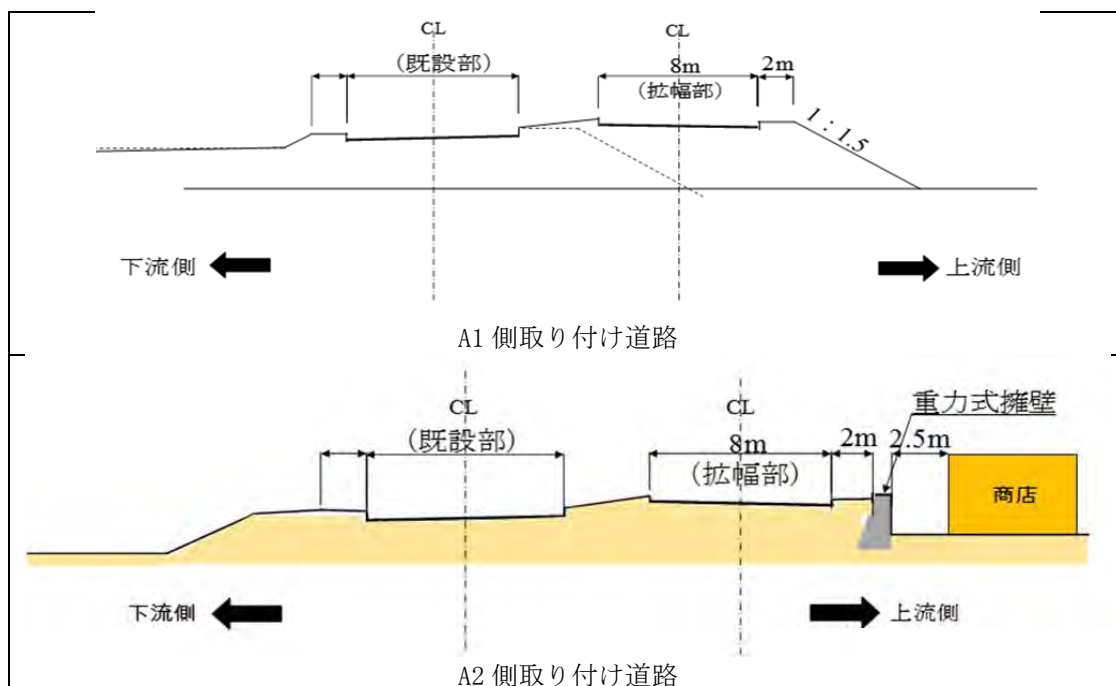 CL
CL
(既設部)
8m
2m
(拡幅部)
1：1.5
下流側
上流側
A1 側取り付け道路
重力式擁壁
CL
CL
(既設部)
8m
2m
2.5m
(拡幅部)
商店
下流側
上流側
A2 側取り付け道路